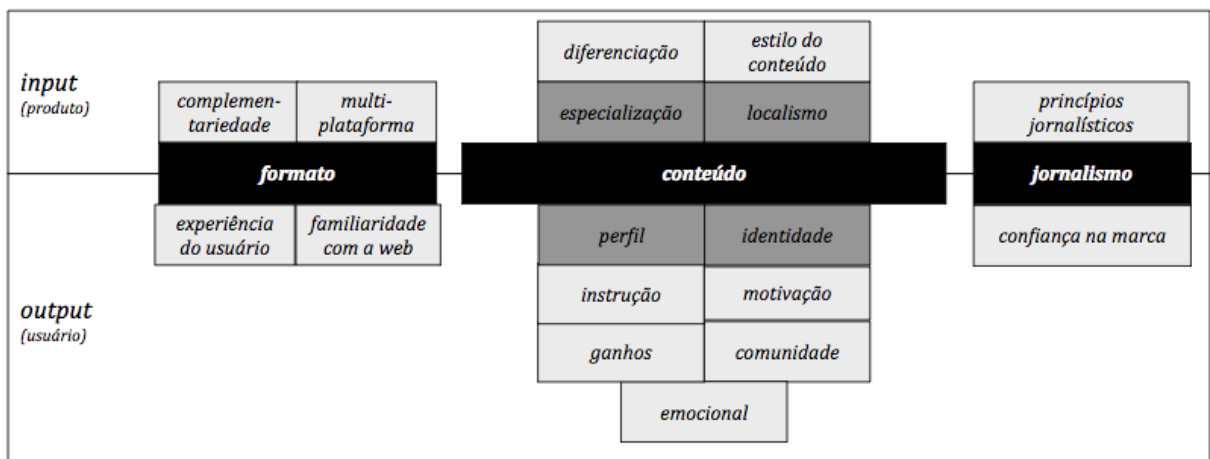 input
(produto)
complemen-
tariedade
multi-
plataforma
formato
experiência
do usuário
familiaridade
com a web
diferenciação
estilo do
conteúdo
especialização
localismo
conteúdo
perfil
identidade
instrução
motivação
ganhos
comunidade
emocional
princípios
jornalísticos
jornalismo
confiança na marca
output
(usuário)